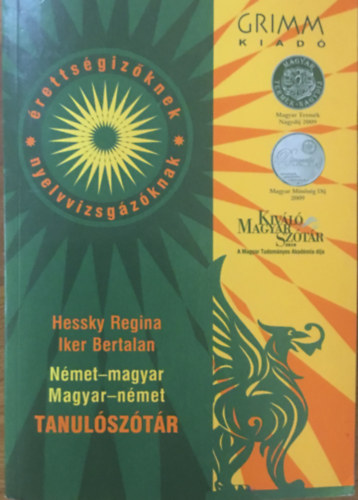 GRIMM
KIADÓ
érettségizőknek
nyelvvizsgázóknak
Magyar Termék
Nagydíj 2009
Magyar Minőség Díj
2009
KIVÁLÓ
MAGYAR
SZÓTÁR
A Magyar Tudományos Akadémia díja
Hessky Regina
Iker Bertalan
Német–magyar
Magyar–német
TANULÓSZÓTÁR